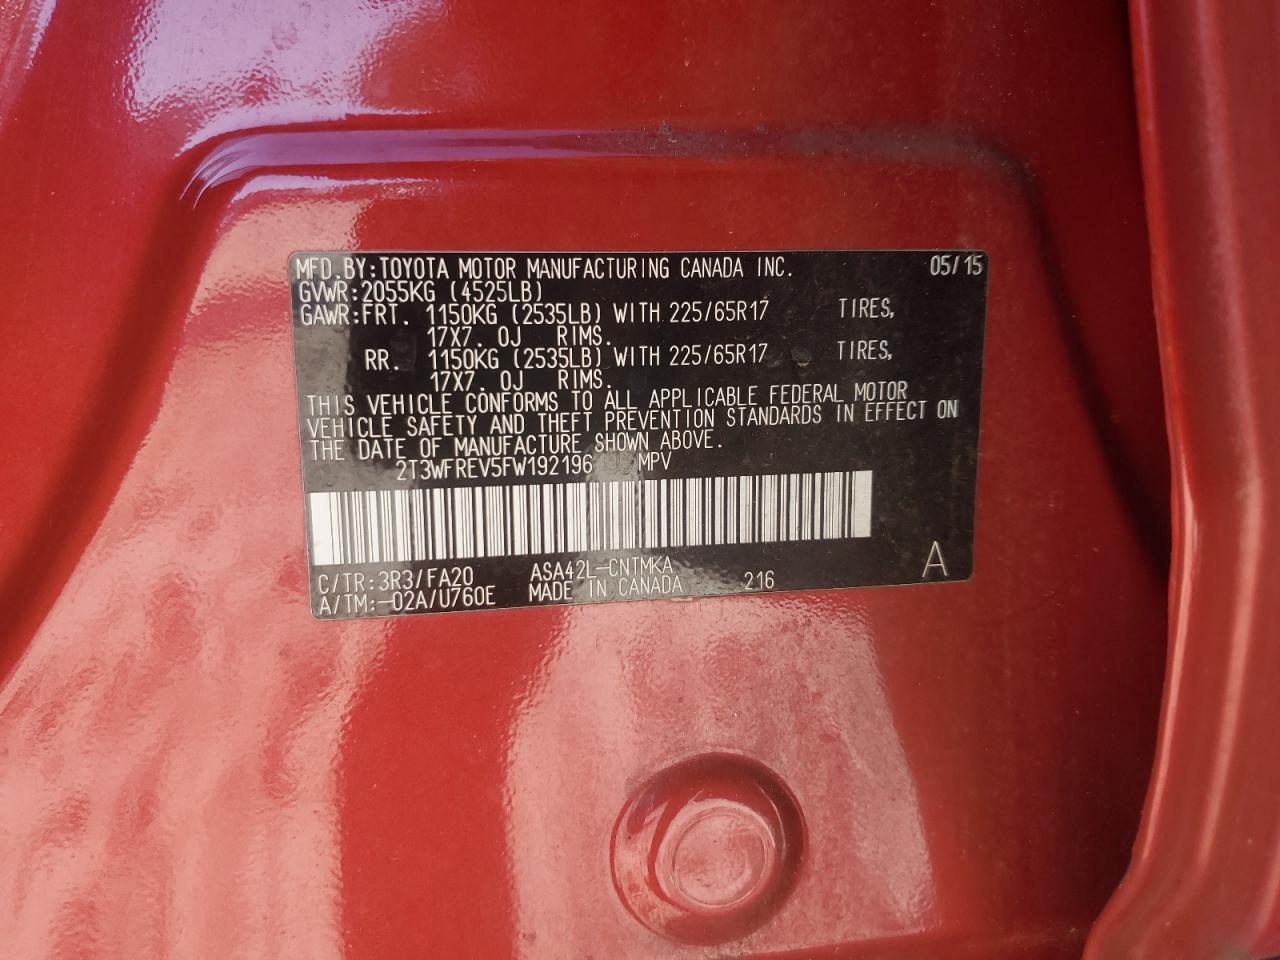 MFD.BY:TOYOTA MOTOR MANUFACTURING CANADA INC. 05/15
GVWR:2055KG (4525LB)
GAWR:FRT. 1150KG (2535LB) WITH 225/65R17 TIRES,
17X7. 0J RIMS.
RR. 1150KG (2535LB) WITH 225/65R17 TIRES,
17X7. 0J RIMS.
THIS VEHICLE CONFORMS TO ALL APPLICABLE FEDERAL MOTOR
VEHICLE SAFETY AND THEFT PREVENTION STANDARDS IN EFFECT ON
THE DATE OF MANUFACTURE SHOWN ABOVE.
2T3WFREV5FW192196 MPV
C/TR:3R3/FA20 ASA42L-CNTMKA A
A/TM:-02A/U760E MADE IN CANADA 216